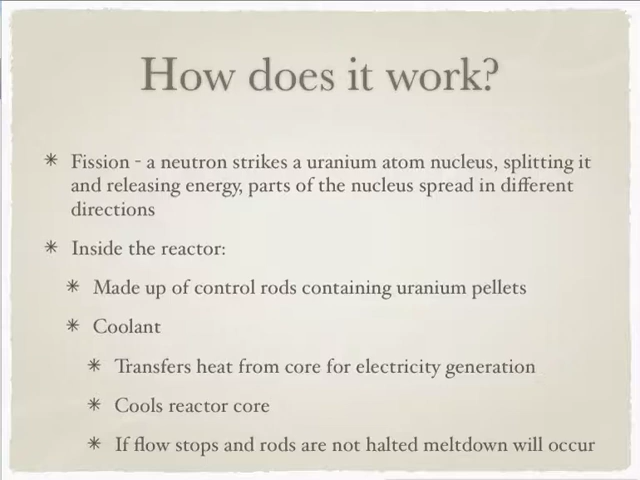 How does it work?
* Fission - a neutron strikes a uranium atom nucleus, splitting it
and releasing energy, parts of the nucleus spread in different
directions
* Inside the reactor:
* Made up of control rods containing uranium pellets
* Coolant
* Transfers heat from core for electricity generation
* Cools reactor core
* If flow stops and rods are not halted meltdown will occur